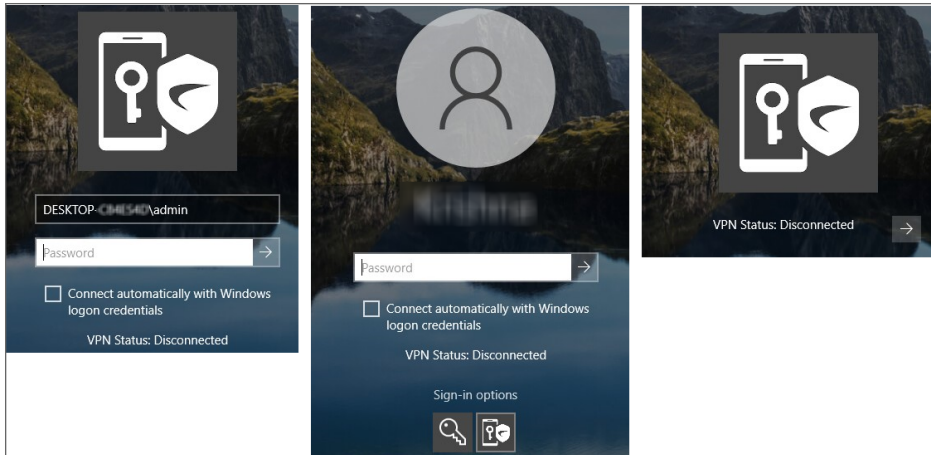 DESKTOP- \admin
Password
Connect automatically with Windows
logon credentials
VPN Status: Disconnected
Password
Connect automatically with Windows
logon credentials
VPN Status: Disconnected
Sign-in options
VPN Status: Disconnected